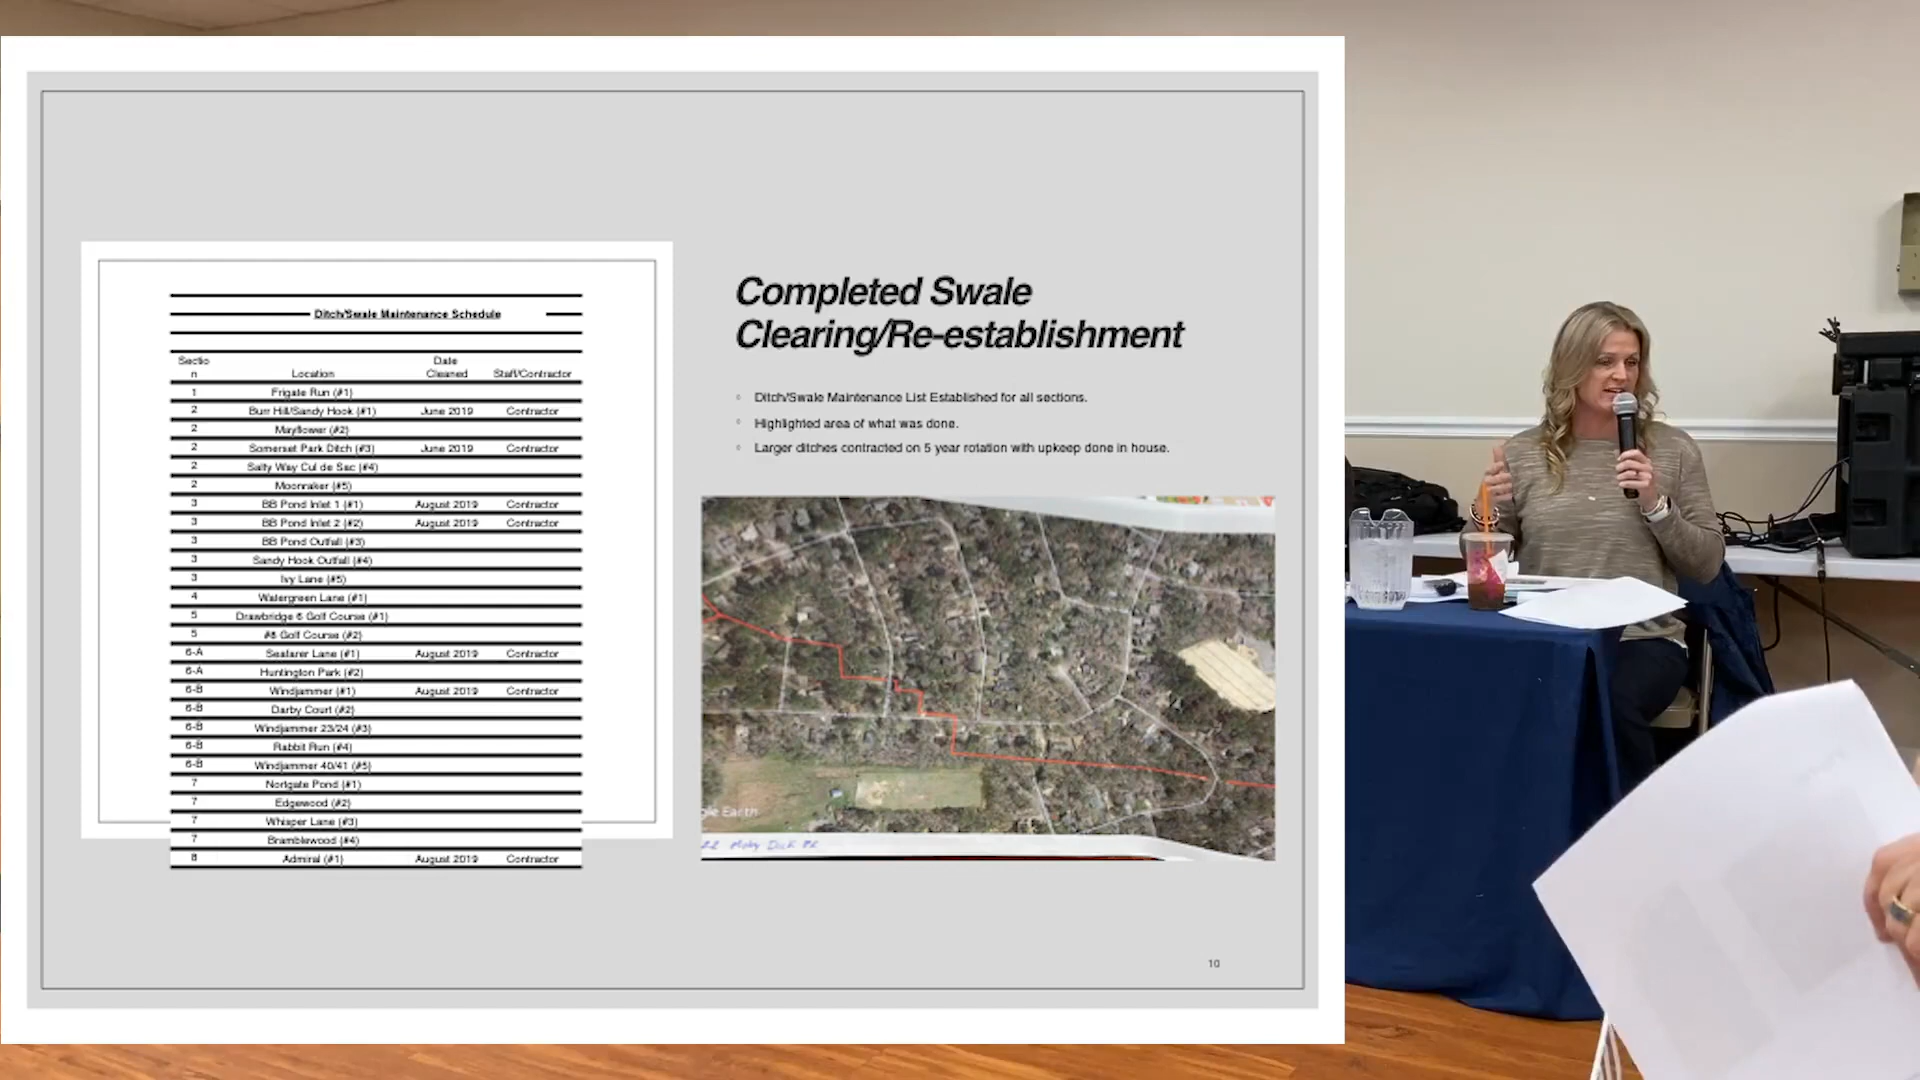 Ditch/Swale Maintenance Schedule
Sectio
n Location Date
Cleaned Staff/Contractor
1 Frigate Run (#1)
2 Burr Hill/Sandy Hook (#1) June 2019 Contractor
2 Mayflower (#2)
2 Somerset Park Ditch (#3) June 2019 Contractor
2 Salty Way Cul de Sac (#4)
2 Moonraker (#5)
3 BB Pond Inlet 1 (#1) August 2019 Contractor
3 BB Pond Inlet 2 (#2) August 2019 Contractor
3 BB Pond Outfall (#3)
3 Sandy Hook Outfall (#4)
3 Ivy Lane (#5)
4 Watergreen Lane (#1)
5 Drawbridge 6 Golf Course (#1)
5 #8 Golf Course (#2)
6-A Seafarer Lane (#1) August 2019 Contractor
6-A Huntington Park (#2)
6-B Windjammer (#1) August 2019 Contractor
6-B Darby Court (#2)
6-B Windjammer 23/24 (#3)
6-B Rabbit Run (#4)
6-B Windjammer 40/41 (#5)
7 Nortgate Pond (#1)
7 Edgewood (#2)
7 Whisper Lane (#3)
7 Bramblewood (#4)
8 Admiral (#1) August 2019 Contractor
Completed Swale
Clearing/Re-establishment
Ditch/Swale Maintenance List Established for all sections.
Highlighted area of what was done.
Larger ditches contracted on 5 year rotation with upkeep done in house.
gle Earth
22 Moby Dick
10